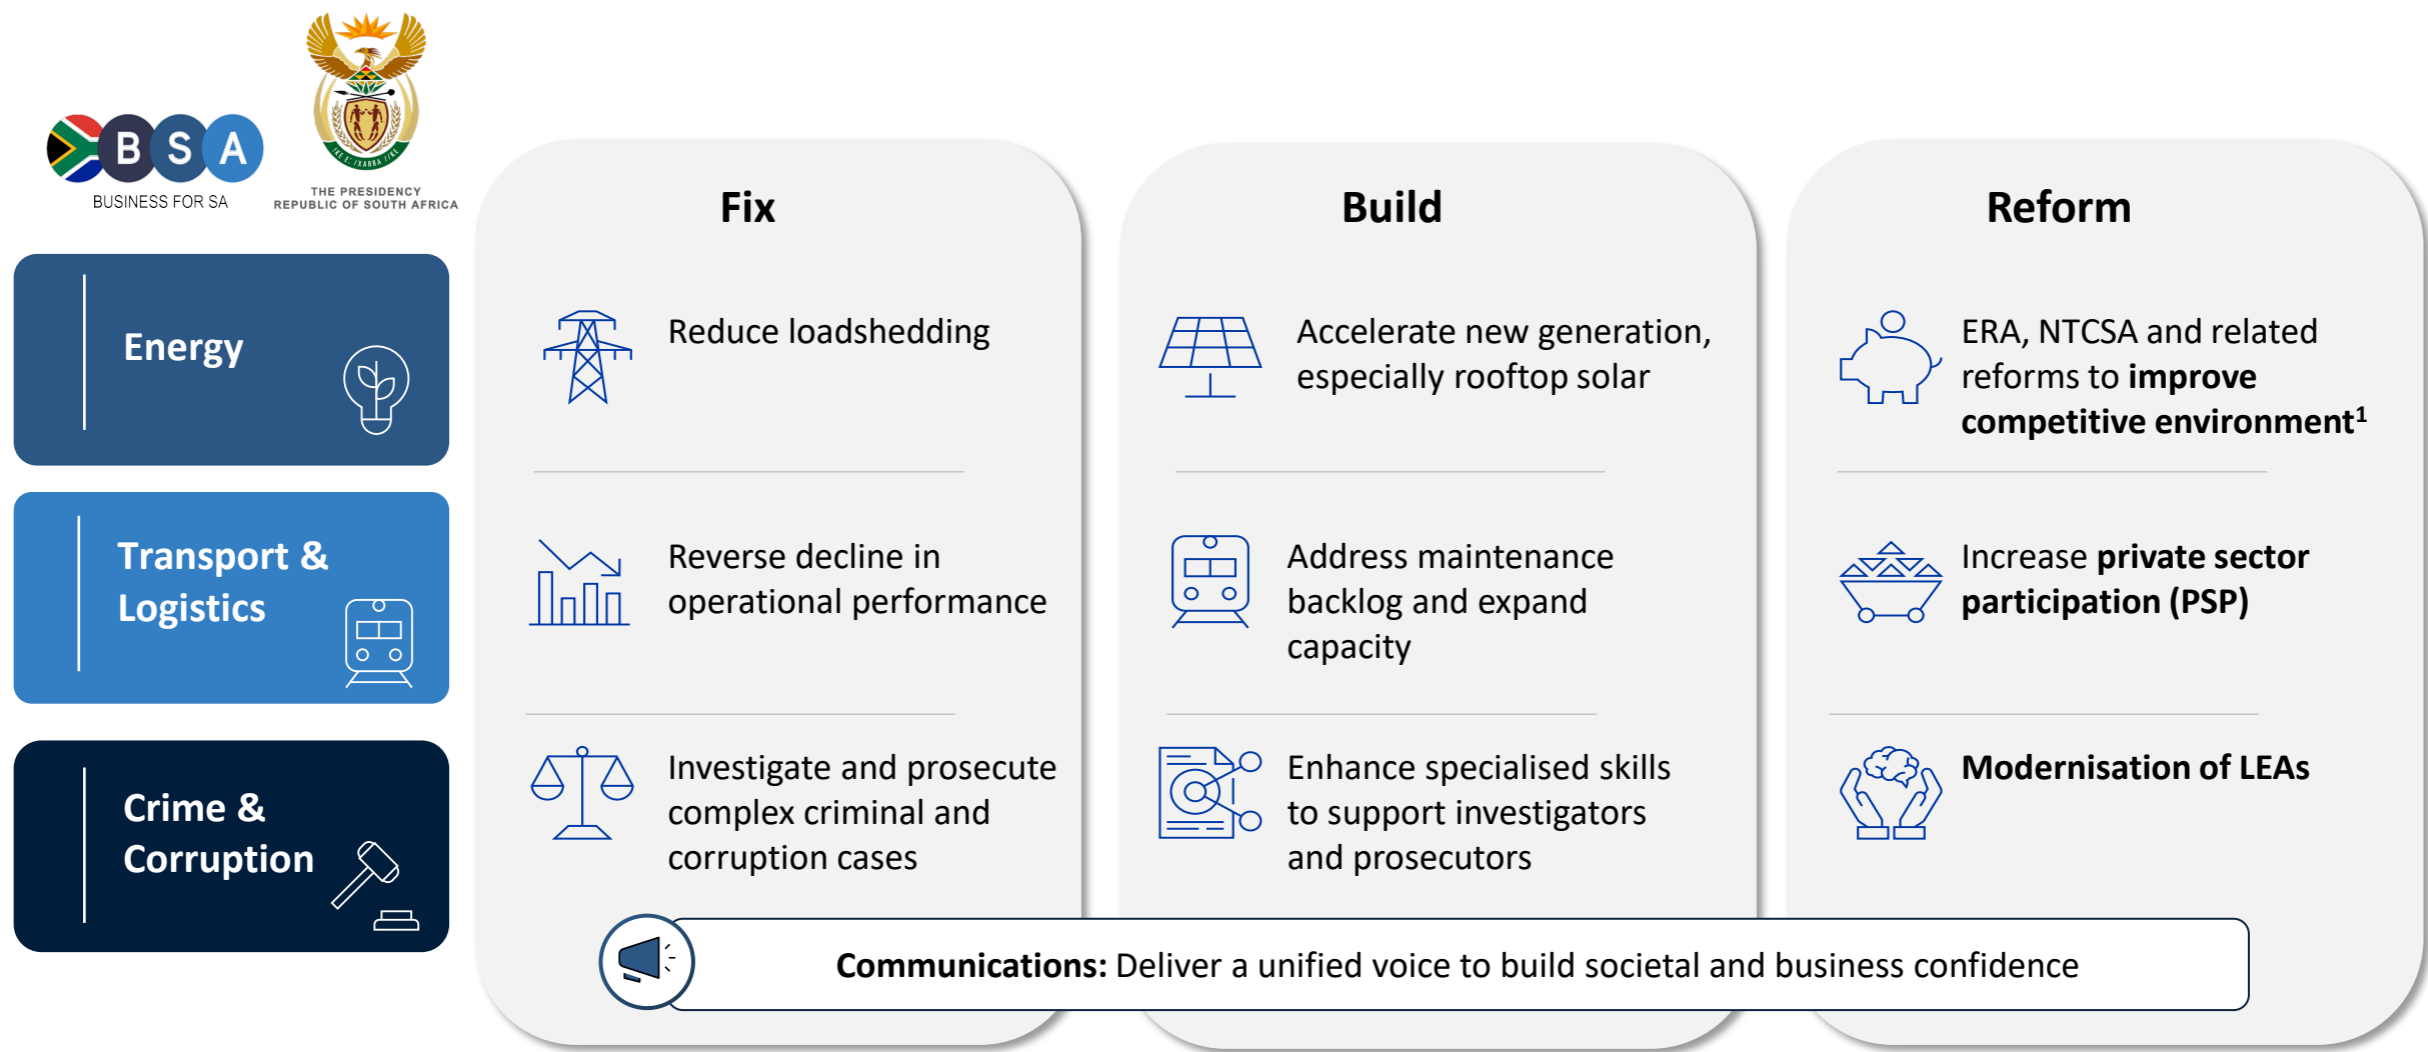 B S A
BUSINESS FOR SA
!KE E: /XARRA //KE
THE PRESIDENCY
REPUBLIC OF SOUTH AFRICA
Fix
Build
Reform
Energy
Reduce loadshedding
Accelerate new generation,
especially rooftop solar
ERA, NTCSA and related
reforms to improve
competitive environment¹
Transport &
Logistics
Reverse decline in
operational performance
Address maintenance
backlog and expand
capacity
Increase private sector
participation (PSP)
Crime &
Corruption
Investigate and prosecute
complex criminal and
corruption cases
Enhance specialised skills
to support investigators
and prosecutors
Modernisation of LEAs
Communications: Deliver a unified voice to build societal and business confidence